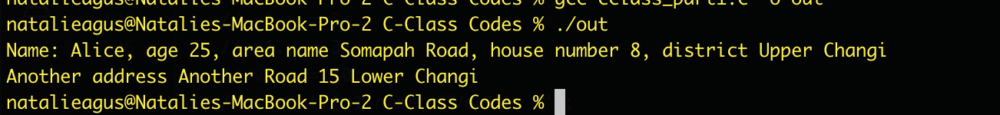 natalieagus@Natalies-MacBook-Pro-2 C-Class Codes % gcc cclass_part1.c -o out
natalieagus@Natalies-MacBook-Pro-2 C-Class Codes % ./out
Name: Alice, age 25, area name Somapah Road, house number 8, district Upper Changi
Another address Another Road 15 Lower Changi
natalieagus@Natalies-MacBook-Pro-2 C-Class Codes %